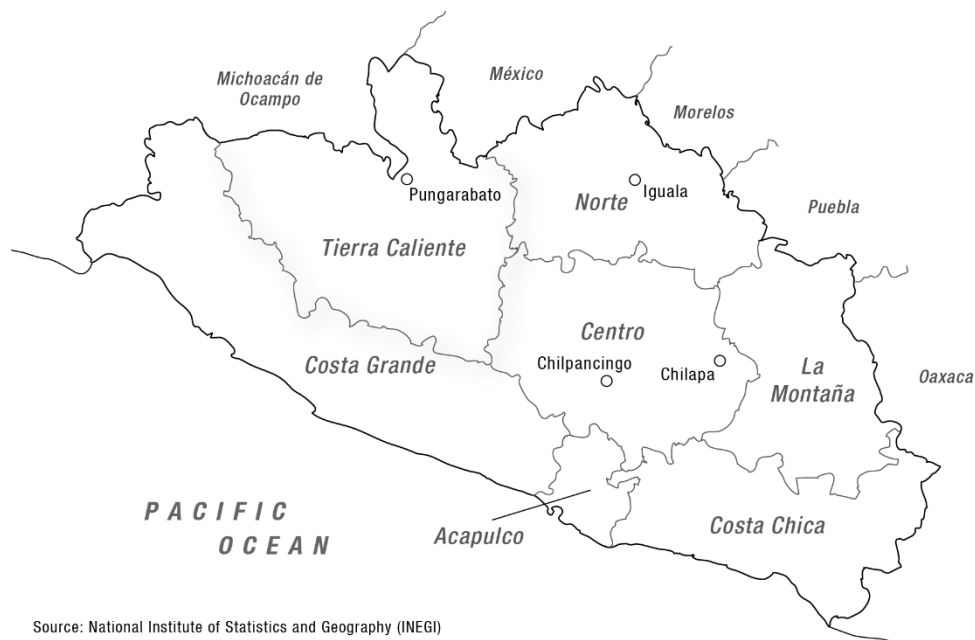 Michoacán de
Ocampo
México
Morelos
Pungarabato
Iguala
Norte
Puebla
Tierra Caliente
Centro
Costa Grande
Chilpancingo
Chilapa
La
Montaña
Oaxaca
PACIFIC
OCEAN
Acapulco
Costa Chica
Source: National Institute of Statistics and Geography (INEGI)